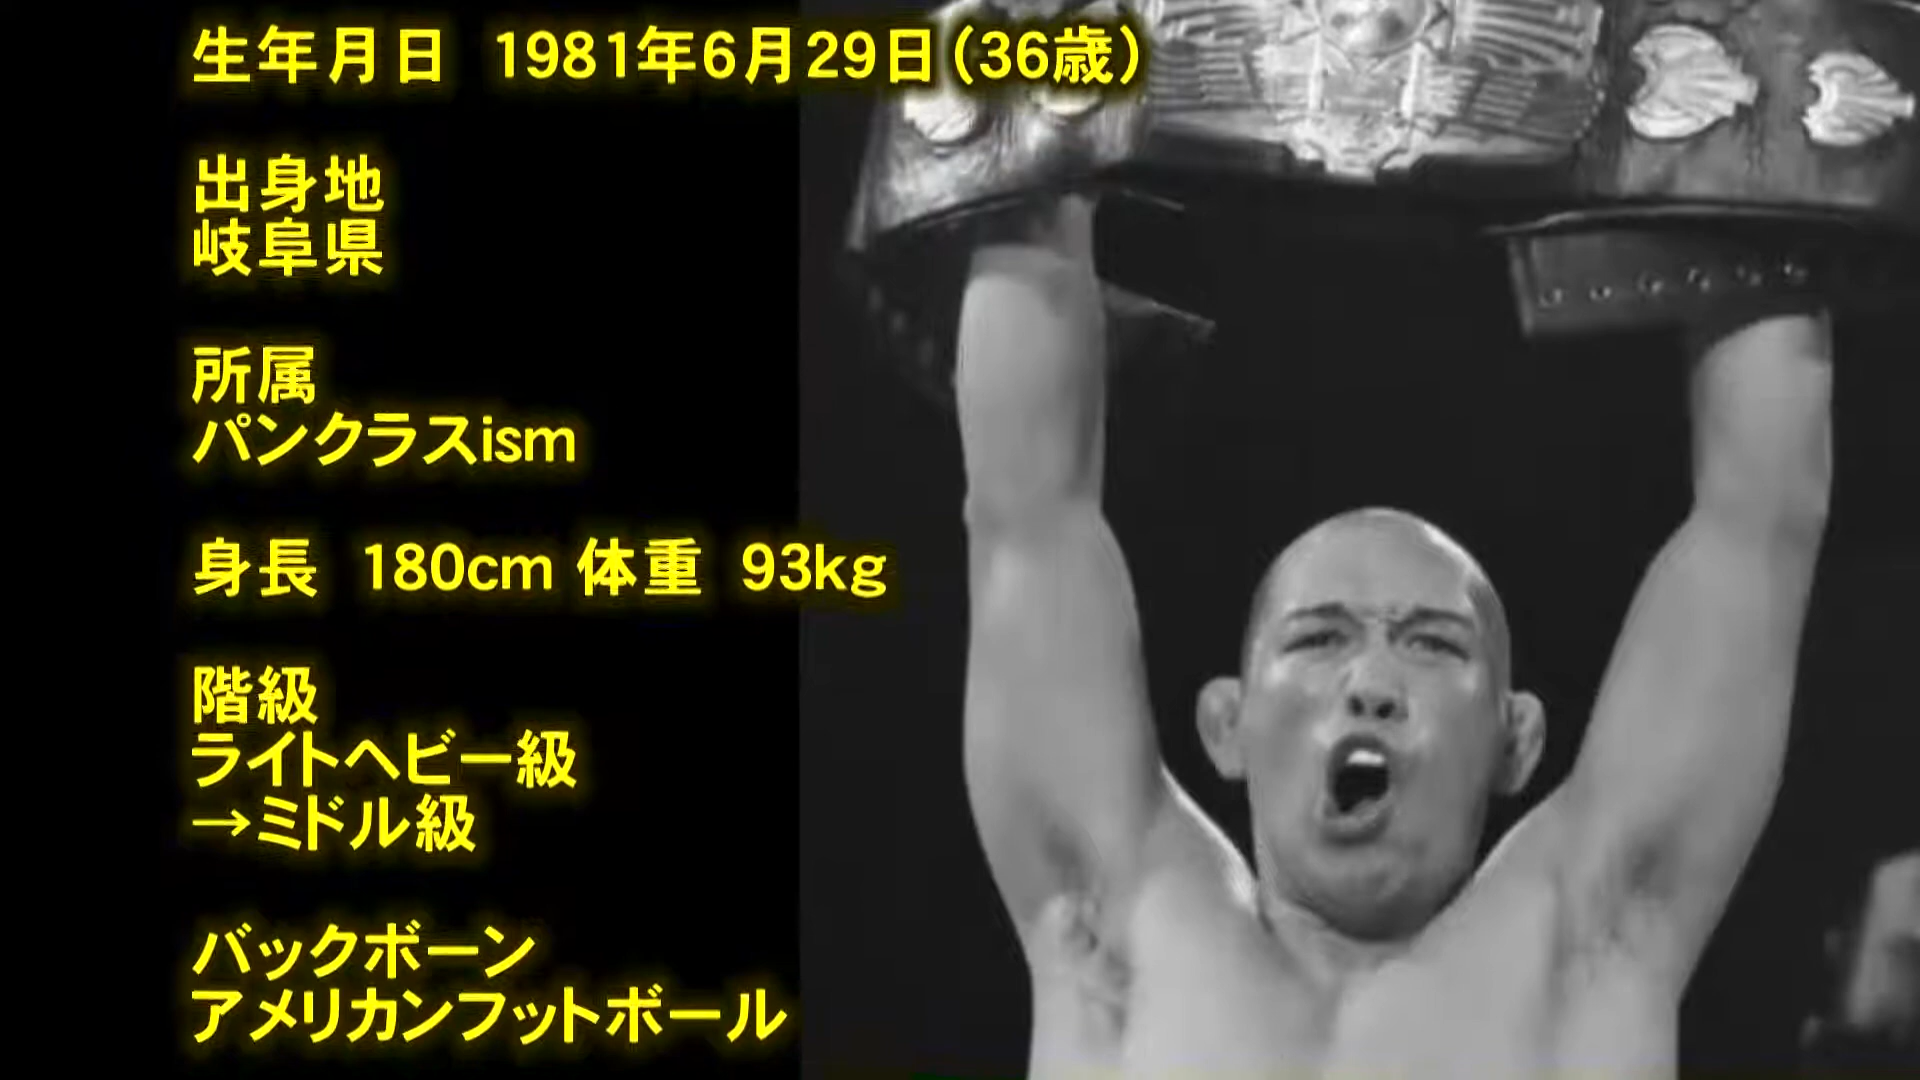 生年月日 1981年6月29日（36歳）
出身地
岐阜県
所属
パンクラスism
身長 180cm 体重 93kg
階級
ライトヘビー級
→ミドル級
バックボーン
アメリカンフットボール